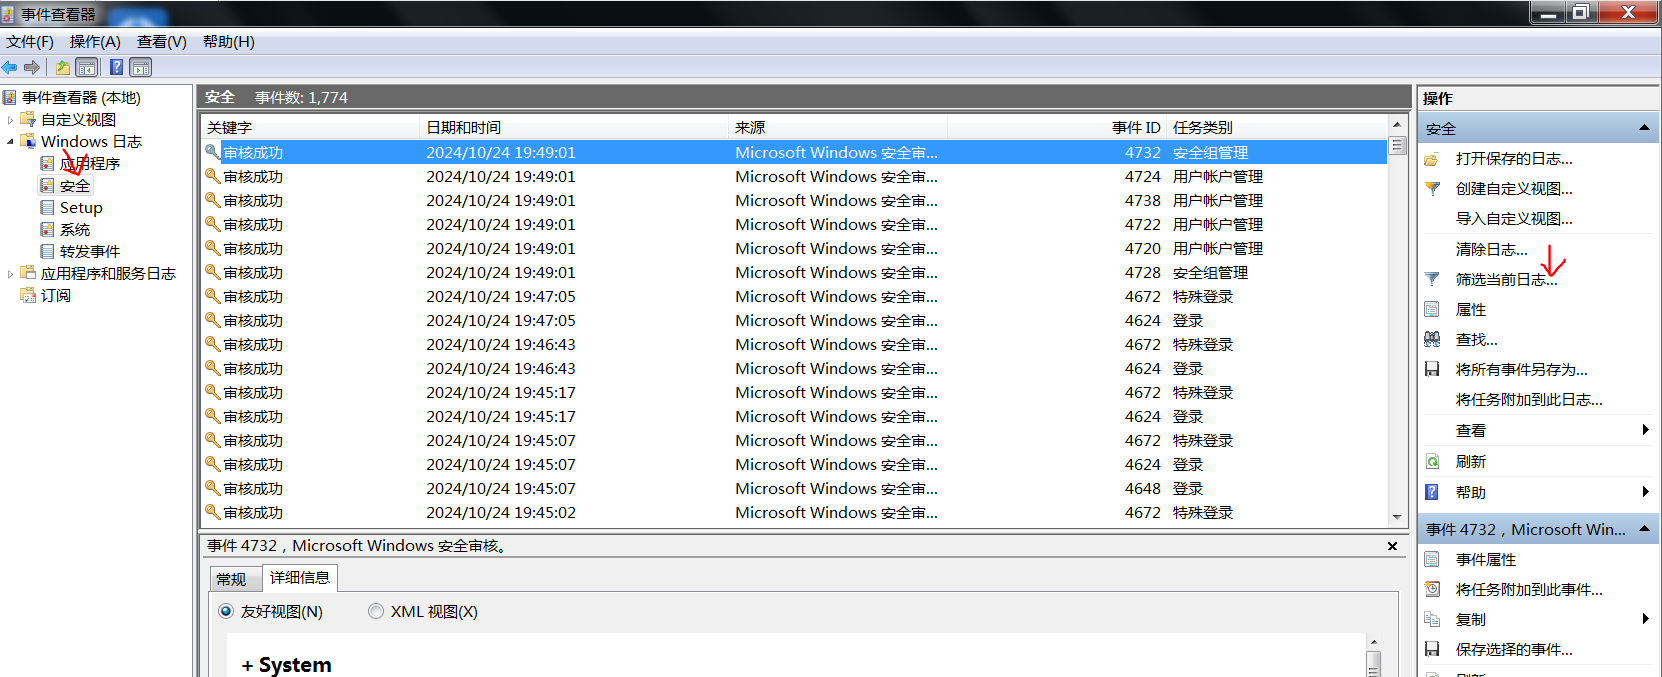 事件查看器
文件(F) 操作(A) 查看(V) 帮助(H)
事件查看器 (本地)
自定义视图
Windows 日志
应用程序
安全
Setup
系统
转发事件
应用程序和服务日志
订阅
安全 事件数: 1,774
关键字 日期和时间 来源 事件 ID 任务类别
审核成功 2024/10/24 19:49:01 Microsoft Windows 安全审... 4732 安全组管理
审核成功 2024/10/24 19:49:01 Microsoft Windows 安全审... 4724 用户帐户管理
审核成功 2024/10/24 19:49:01 Microsoft Windows 安全审... 4738 用户帐户管理
审核成功 2024/10/24 19:49:01 Microsoft Windows 安全审... 4722 用户帐户管理
审核成功 2024/10/24 19:49:01 Microsoft Windows 安全审... 4720 用户帐户管理
审核成功 2024/10/24 19:49:01 Microsoft Windows 安全审... 4728 安全组管理
审核成功 2024/10/24 19:47:05 Microsoft Windows 安全审... 4672 特殊登录
审核成功 2024/10/24 19:47:05 Microsoft Windows 安全审... 4624 登录
审核成功 2024/10/24 19:46:43 Microsoft Windows 安全审... 4672 特殊登录
审核成功 2024/10/24 19:46:43 Microsoft Windows 安全审... 4624 登录
审核成功 2024/10/24 19:45:17 Microsoft Windows 安全审... 4672 特殊登录
审核成功 2024/10/24 19:45:17 Microsoft Windows 安全审... 4624 登录
审核成功 2024/10/24 19:45:07 Microsoft Windows 安全审... 4672 特殊登录
审核成功 2024/10/24 19:45:07 Microsoft Windows 安全审... 4624 登录
审核成功 2024/10/24 19:45:07 Microsoft Windows 安全审... 4648 登录
审核成功 2024/10/24 19:45:02 Microsoft Windows 安全审... 4672 特殊登录
事件 4732，Microsoft Windows 安全审核。
常规 详细信息
友好视图(N) XML 视图(X)
+ System
操作
安全
打开保存的日志...
创建自定义视图...
导入自定义视图...
清除日志...
筛选当前日志...
属性
查找...
将所有事件另存为...
将任务附加到此日志...
查看
刷新
帮助
事件 4732，Microsoft Win...
事件属性
将任务附加到此事件...
复制
保存选择的事件...